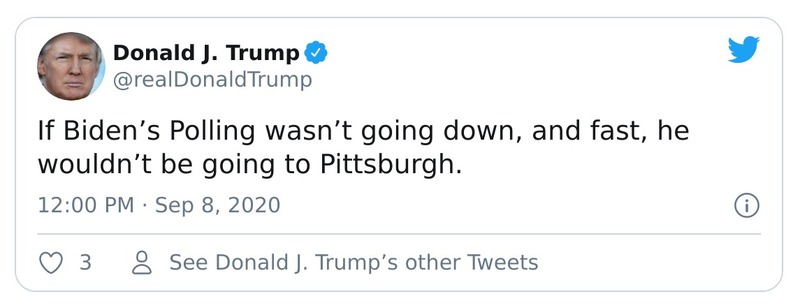 Donald J. Trump
@realDonaldTrump
If Biden’s Polling wasn’t going down, and fast, he
wouldn’t be going to Pittsburgh.
12:00 PM · Sep 8, 2020
3
See Donald J. Trump’s other Tweets